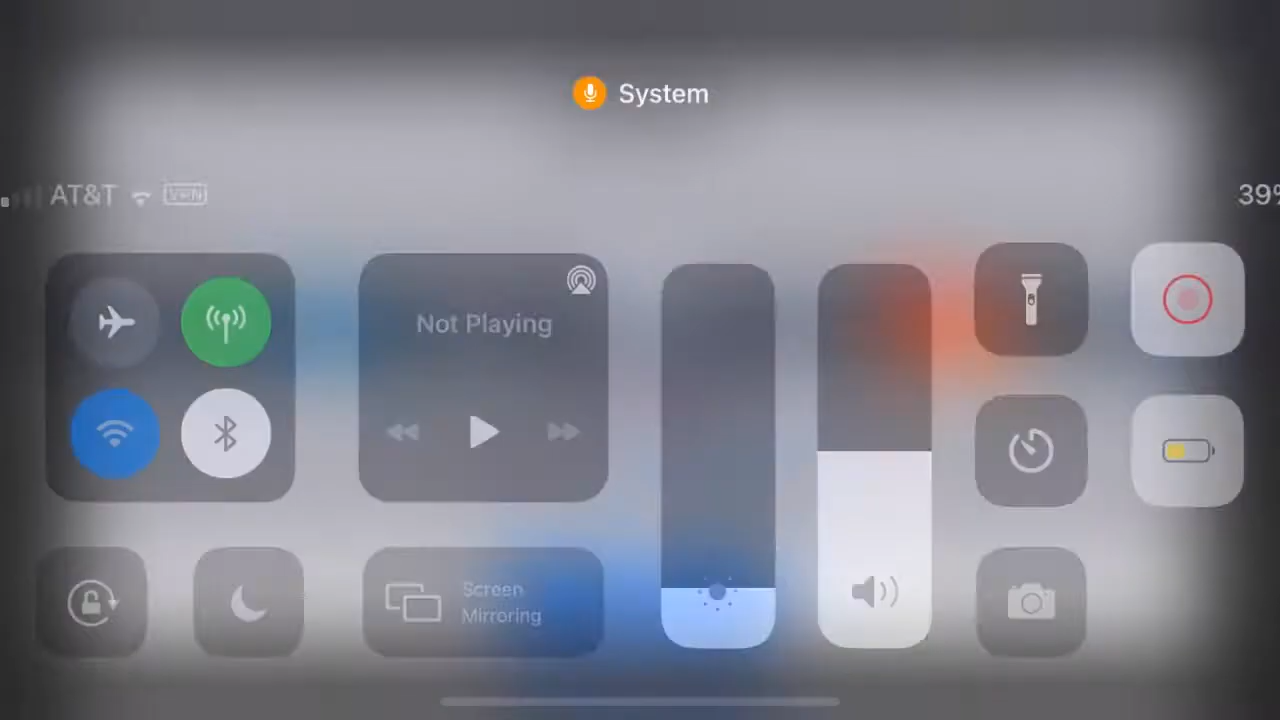 System
AT&T VPN
39%
Not Playing
Screen
Mirroring